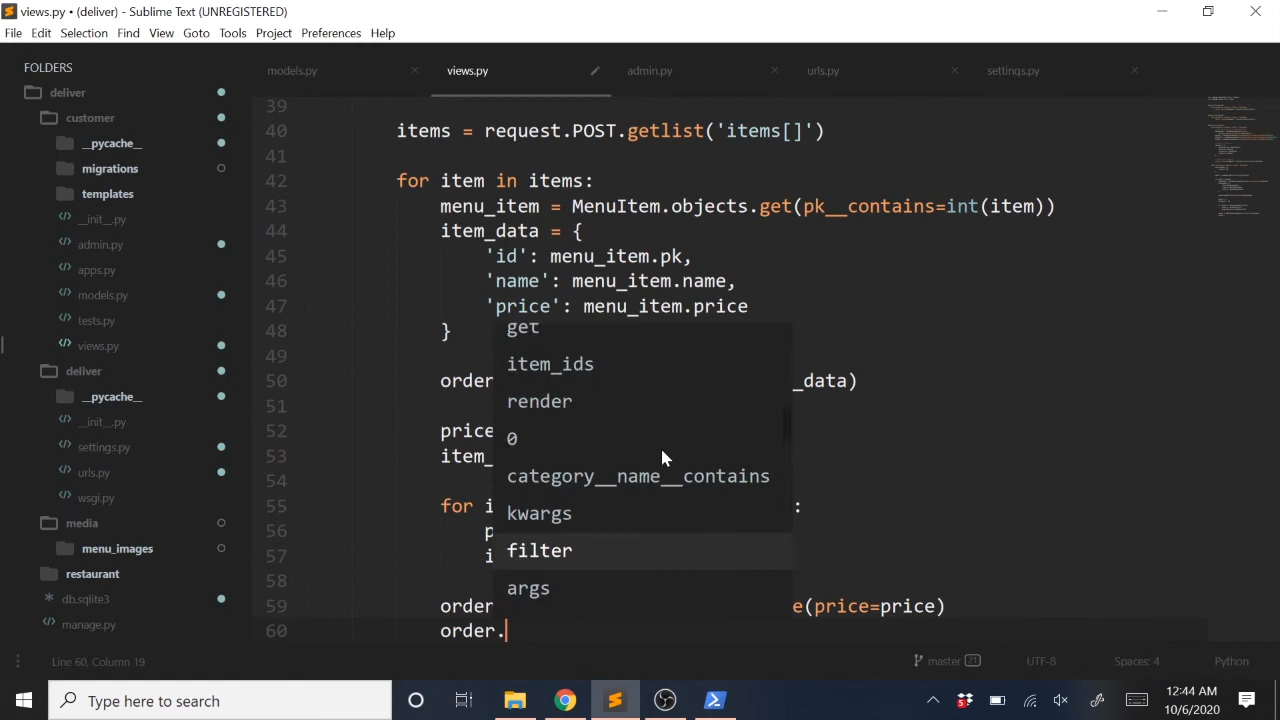 views.py • (deliver) - Sublime Text (UNREGISTERED)
File Edit Selection Find View Goto Tools Project Preferences Help
FOLDERS
deliver
customer
__pycache__
migrations
templates
__init__.py
admin.py
apps.py
models.py
tests.py
views.py
deliver
__pycache__
__init__.py
settings.py
urls.py
wsgi.py
media
menu_images
restaurant
db.sqlite3
manage.py
models.py × views.py admin.py × urls.py × settings.py ×
39
40 items = request.POST.getlist('items[]')
41
42 for item in items:
43 menu_item = MenuItem.objects.get(pk__contains=int(item))
44 item_data = {
45 'id': menu_item.pk,
46 'name': menu_item.name,
47 'price': menu_item.price
48 }
49
50 order _data)
51
52 price
53 item_
54
55 for i :
56 p
57 i
58
59 order e(price=price)
60 order.
get
item_ids
render
0
category__name__contains
kwargs
filter
args
Line 60, Column 19 master 21 UTF-8 Spaces: 4 Python
Type here to search
12:44 AM
10/6/2020